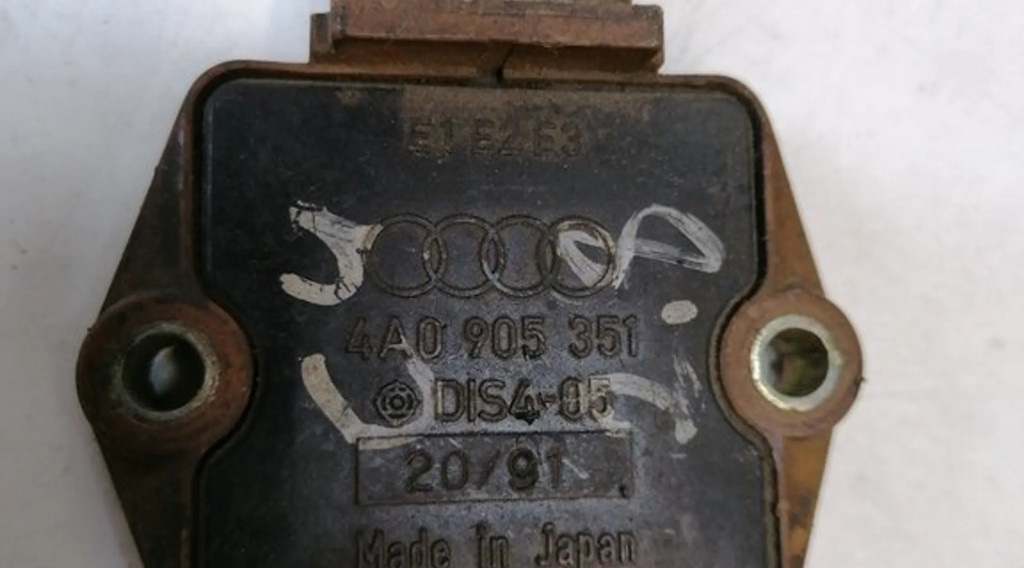 E1 E2 E3
4A0 905 351
DIS4-05
20/91
Made in Japan